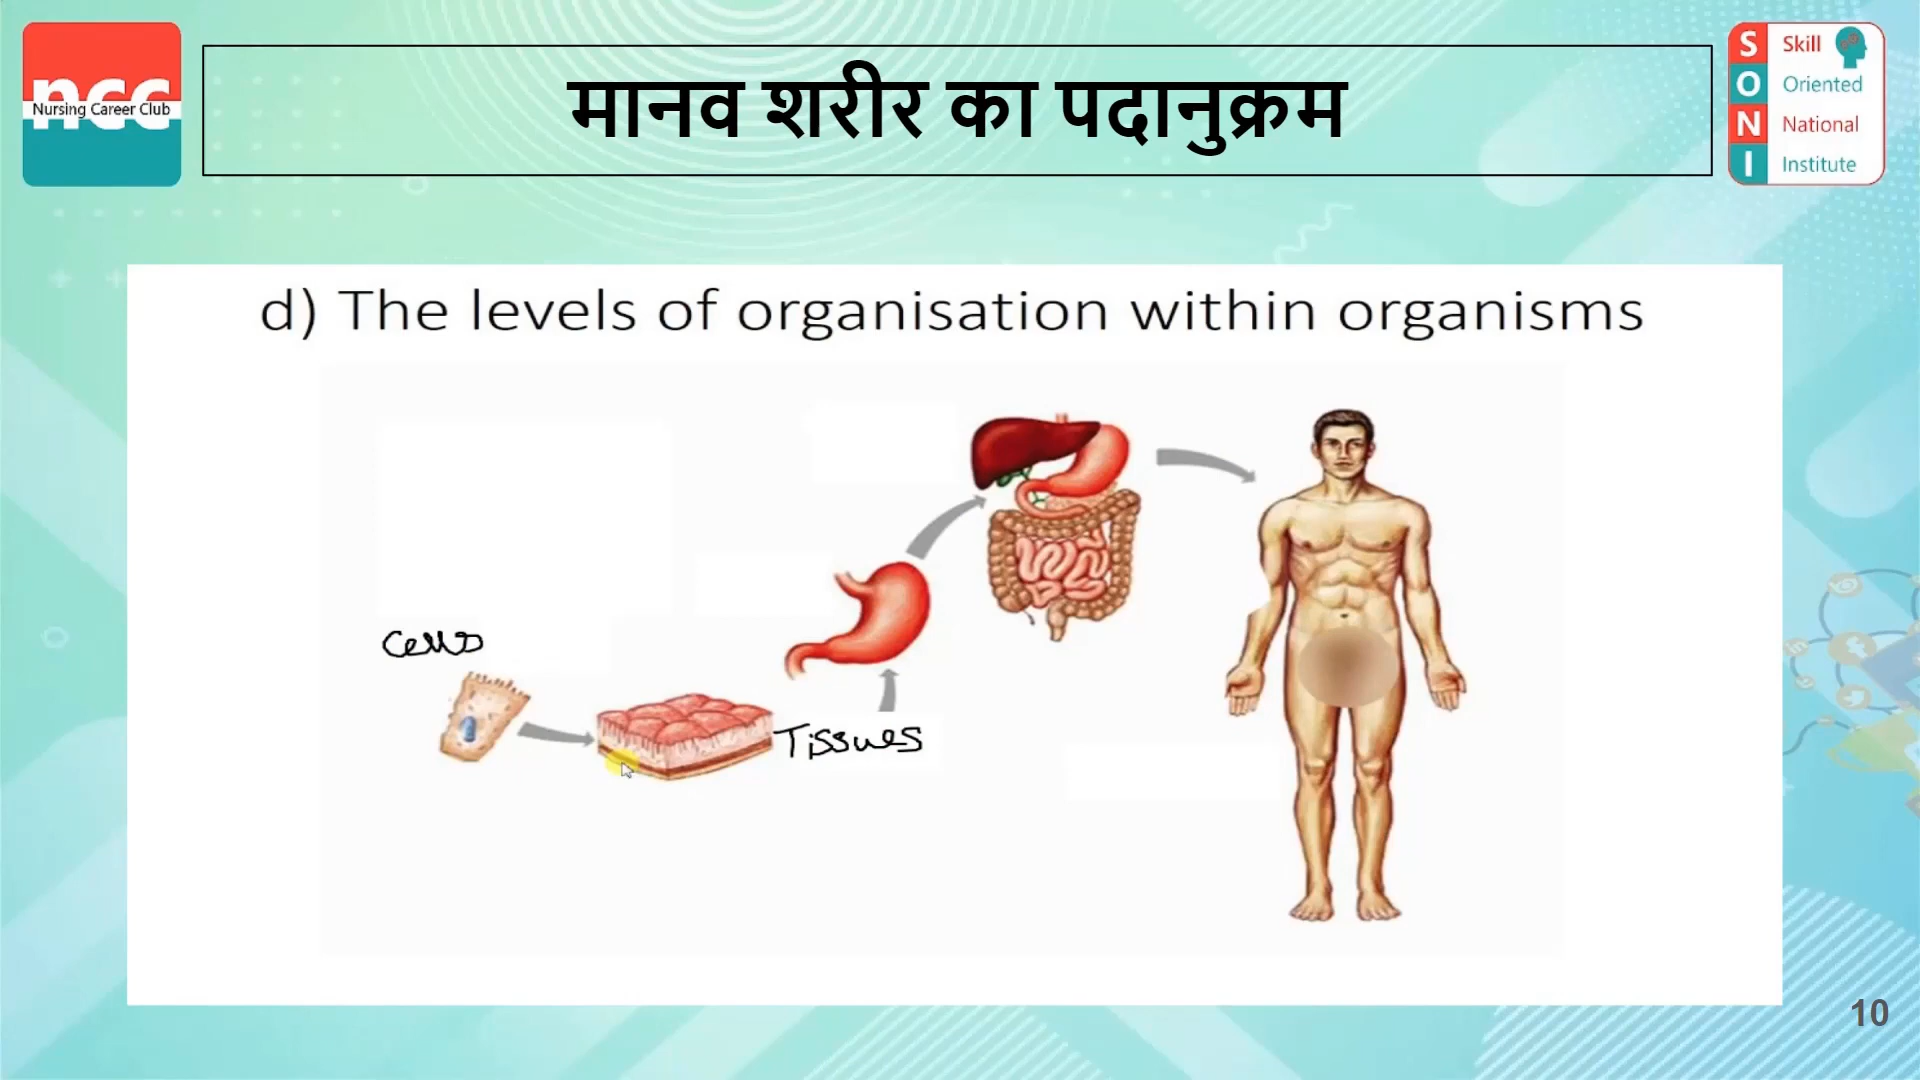 ncc
Nursing Career Club
मानव शरीर का पदानुक्रम
S Skill
O Oriented
N National
I Institute
d) The levels of organisation within organisms
Cells
Tissues
10